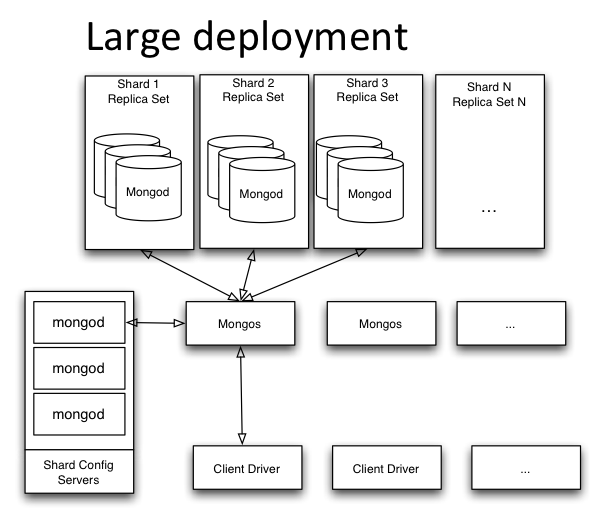 Large deployment
Shard 1
Replica Set
Shard 2
Replica Set
Shard 3
Replica Set
Shard N
Replica Set N
Mongod
Mongod
Mongod
...
mongod
mongod
mongod
Shard Config
Servers
Mongos
Mongos
...
Client Driver
Client Driver
...